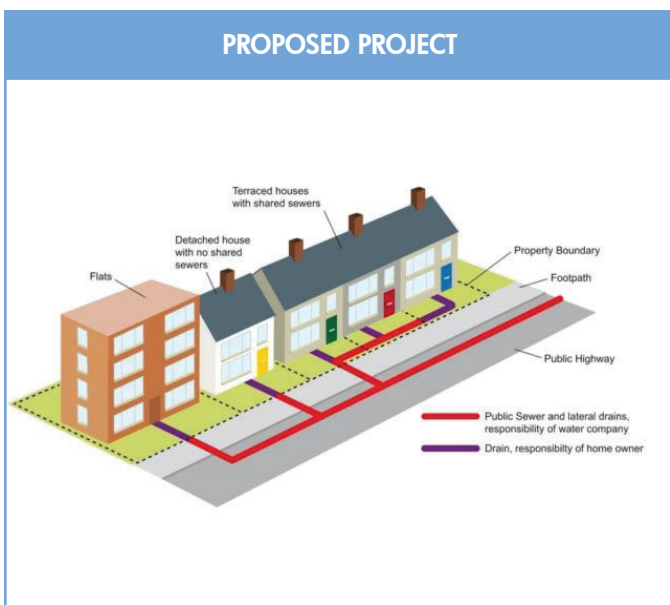 PROPOSED PROJECT
Terraced houses
with shared sewers
Detached house
with no shared
sewers
Flats
Property Boundary
Footpath
Public Highway
Public Sewer and lateral drains,
responsibility of water company
Drain, responsibilty of home owner